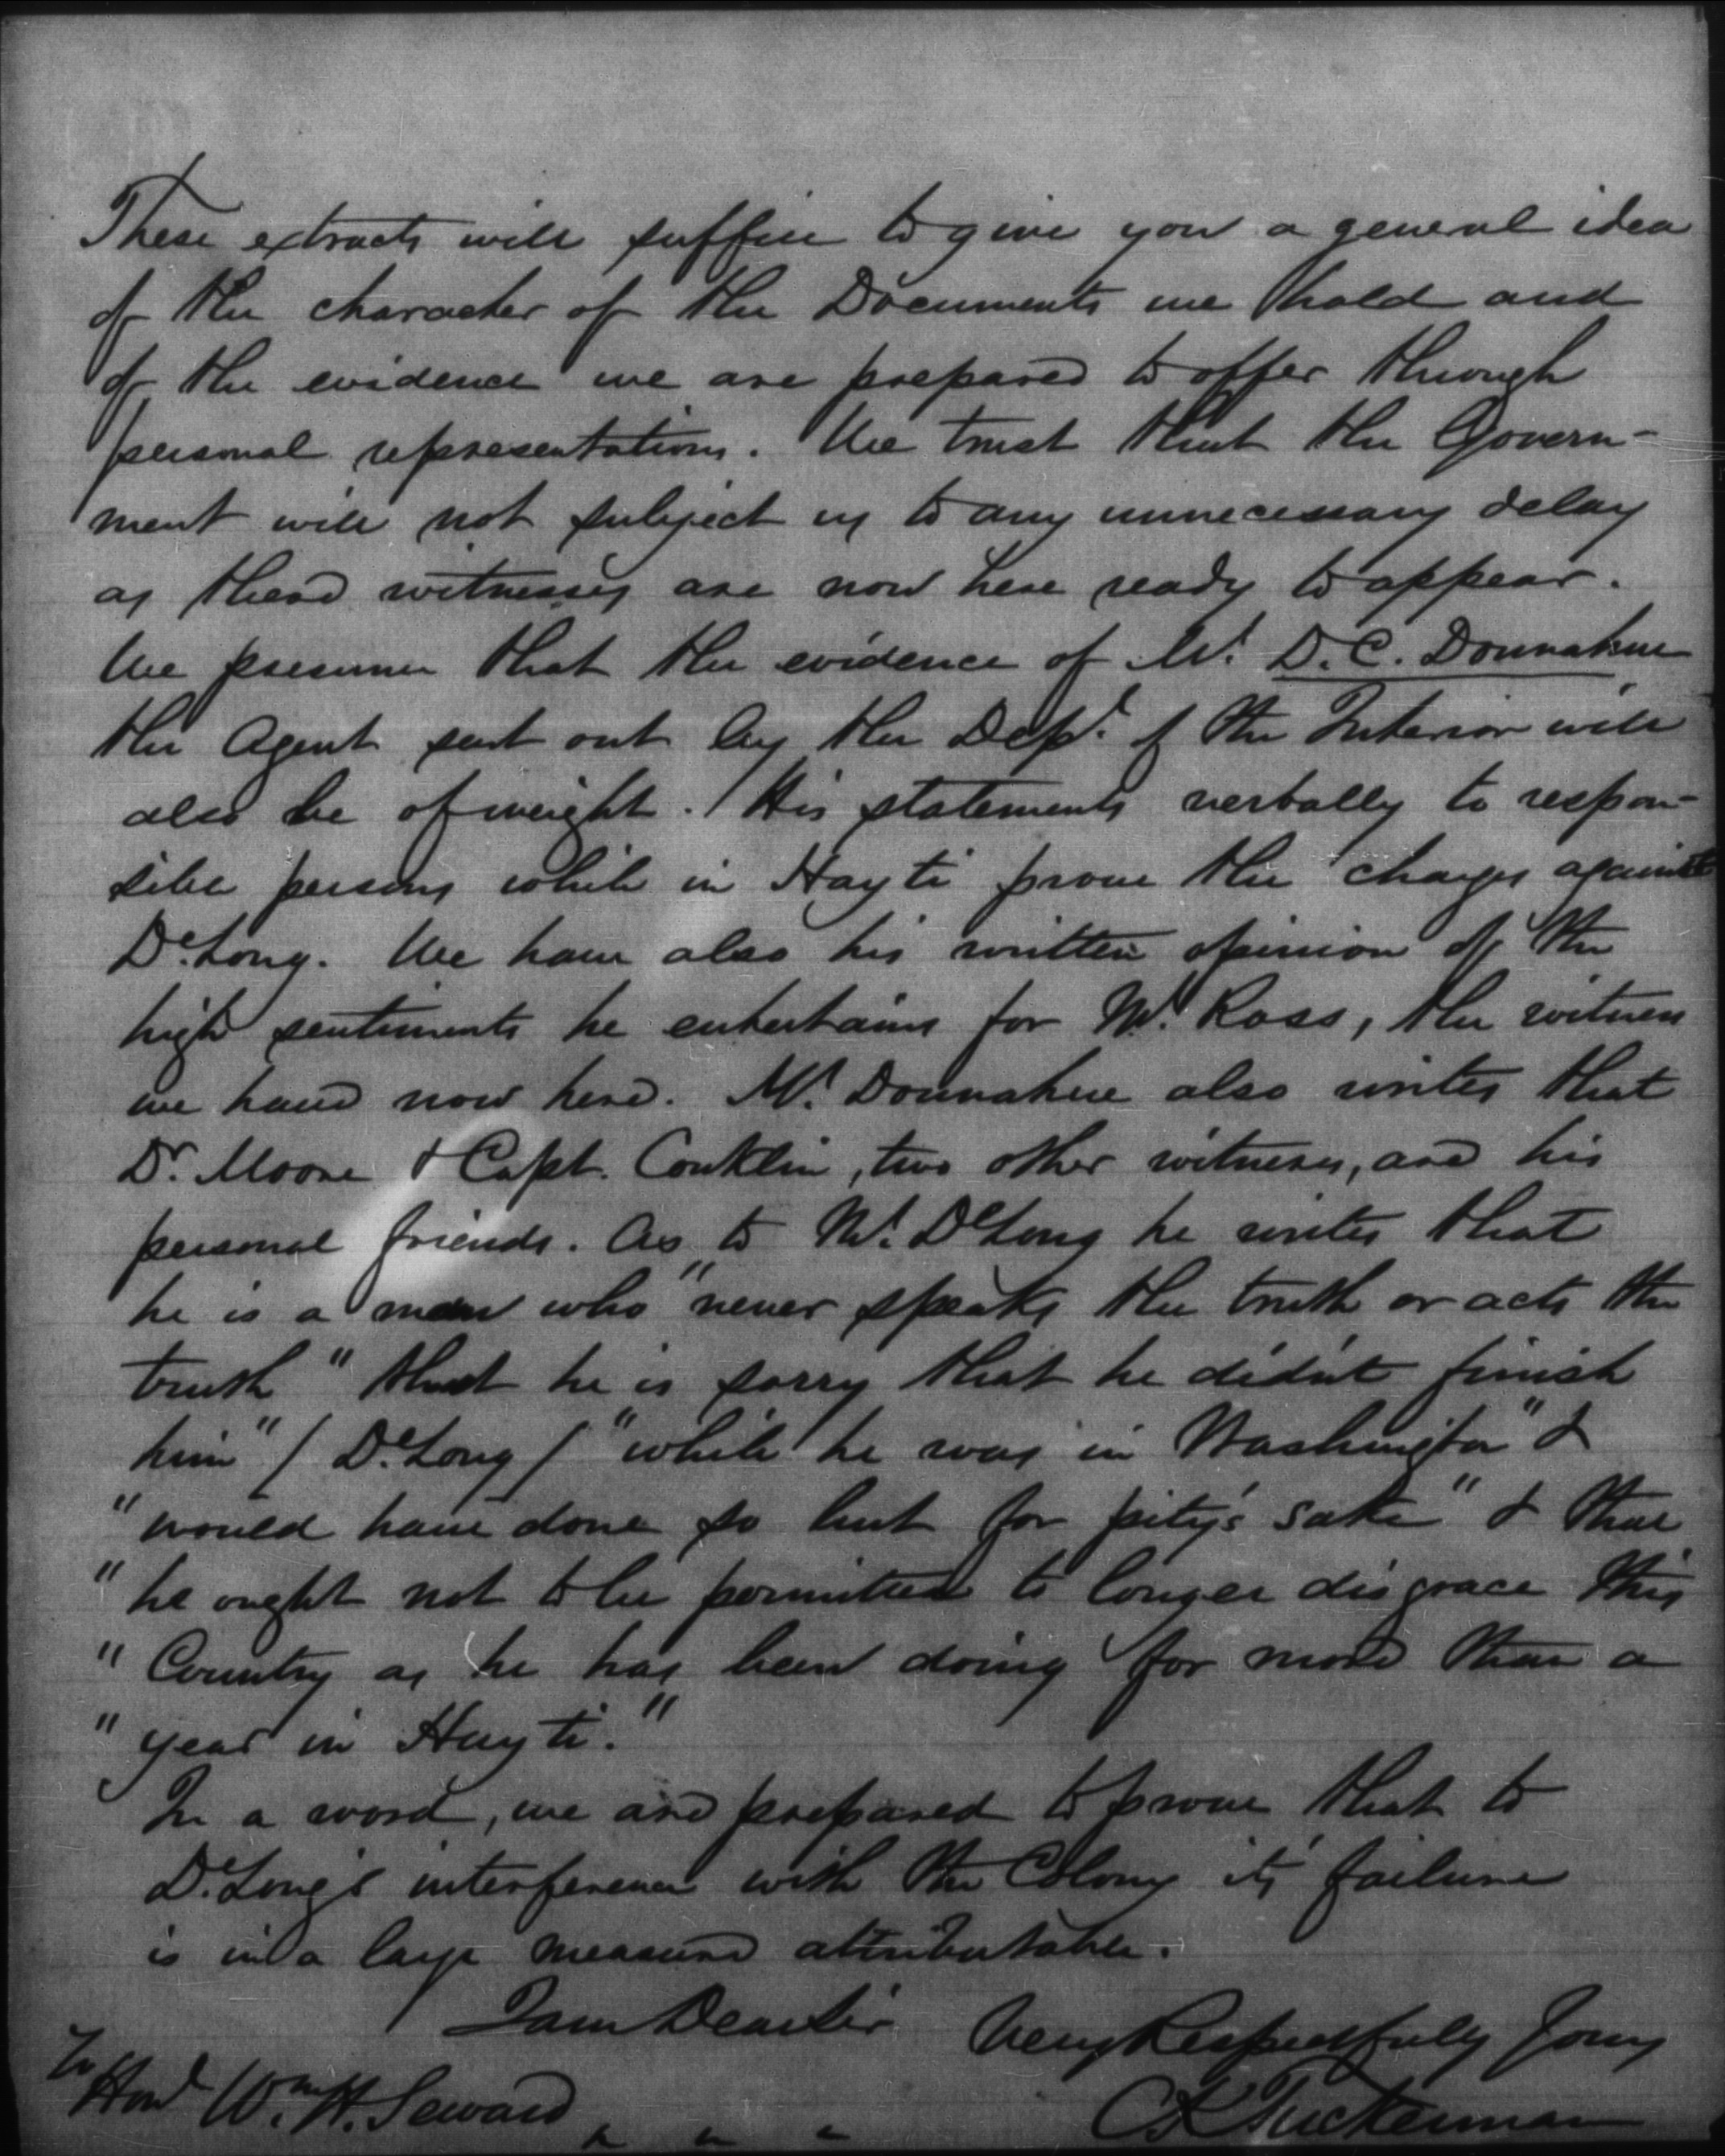 These extracts will suffice to give you a general idea
of the character of the Documents we hold and
of the evidence we are prepared to offer through
personal representations. We trust that the Govern-
ment will not subject us to any unnecessary delay
as these witnesses are now here ready to appear.
We presume that the evidence of Mr. D. C. Donnahue
the Agent sent out by the Dept. of the Interior will
also be of weight. His statements verbally to respon-
sible persons while in Hayti prove the charges against
De Long. We have also his written opinion of the
high sentiments he entertains for Mr. Ross, the witness
we have now here. Mr. Donnahue also writes that
Dr. Moore & Capt. Conklin, two other witnesses, are his
personal friends. As to Mr. De Long he writes that
he is a man who "never speaks the truth or acts the
truth" that he is sorry that he didn't finish
him" / De Long / "while he was in Washington" &
"would have done so but for pity's sake" & that
"he ought not to be permitted to longer disgrace this
"Country as he has been doing for more than a
"year in Hayti."
In a word, we are prepared to prove that to
De Long's interference with the Colony its failure
is in a large measure attributable.
I am Dear Sir Very Respectfully Yours
To Hon Wm. H. Seward
C K Tuckerman